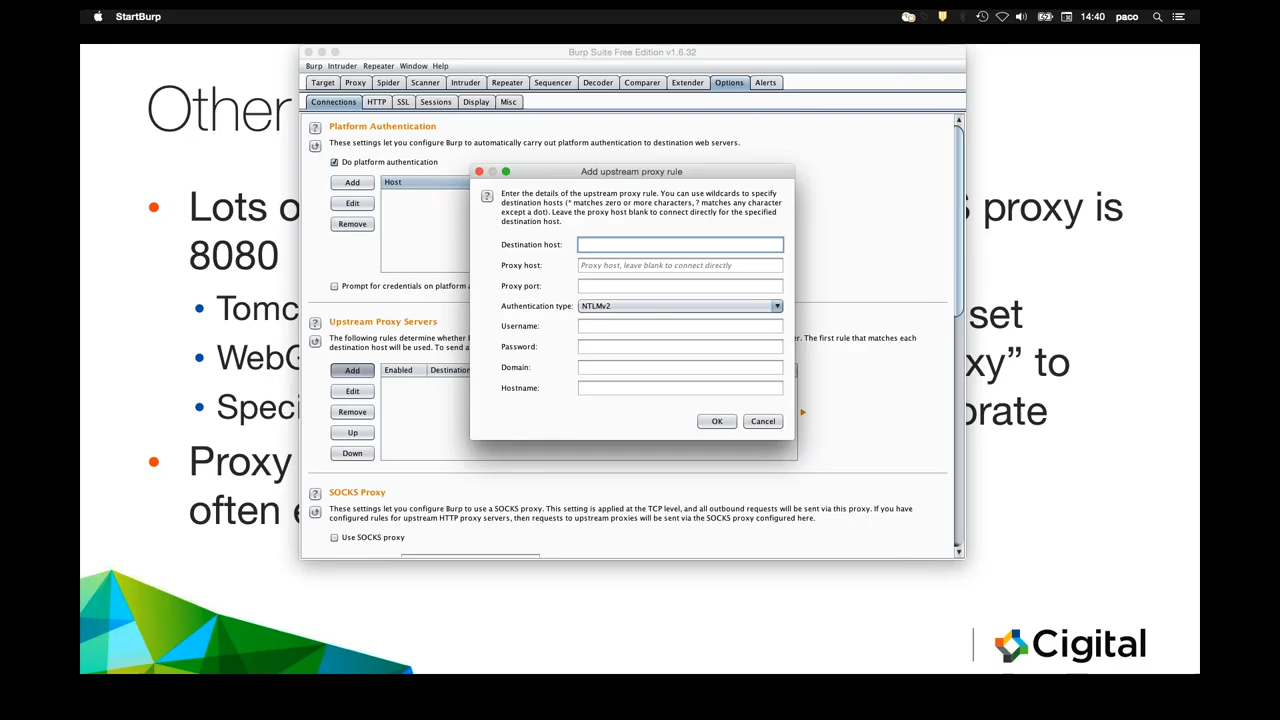 StartBurp
14:40 paco
Other
Lots o
S proxy is
8080
Tomc
set
WebG
xy” to
Speci
orate
Proxy
often e
Burp Suite Free Edition v1.6.32
Burp Intruder Repeater Window Help
Target Proxy Spider Scanner Intruder Repeater Sequencer Decoder Comparer Extender Options Alerts
Connections HTTP SSL Sessions Display Misc
? Platform Authentication
These settings let you configure Burp to automatically carry out platform authentication to destination web servers.
Do platform authentication
Add Host
Edit
Remove
Prompt for credentials on platform a
? Upstream Proxy Servers
The following rules determine whether B
er. The first rule that matches each
destination host will be used. To send a
Add Enabled Destination
Edit
Remove
Up
Down
? SOCKS Proxy
These settings let you configure Burp to use a SOCKS proxy. This setting is applied at the TCP level, and all outbound requests will be sent via this proxy. If you have
configured rules for upstream HTTP proxy servers, then requests to upstream proxies will be sent via the SOCKS proxy configured here.
Use SOCKS proxy
Add upstream proxy rule
? Enter the details of the upstream proxy rule. You can use wildcards to specify
destination hosts (* matches zero or more characters, ? matches any character
except a dot). Leave the proxy host blank to connect directly for the specified
destination host.
Destination host:
Proxy host: Proxy host, leave blank to connect directly
Proxy port:
Authentication type: NTLMv2
Username:
Password:
Domain:
Hostname:
OK Cancel
Cigital